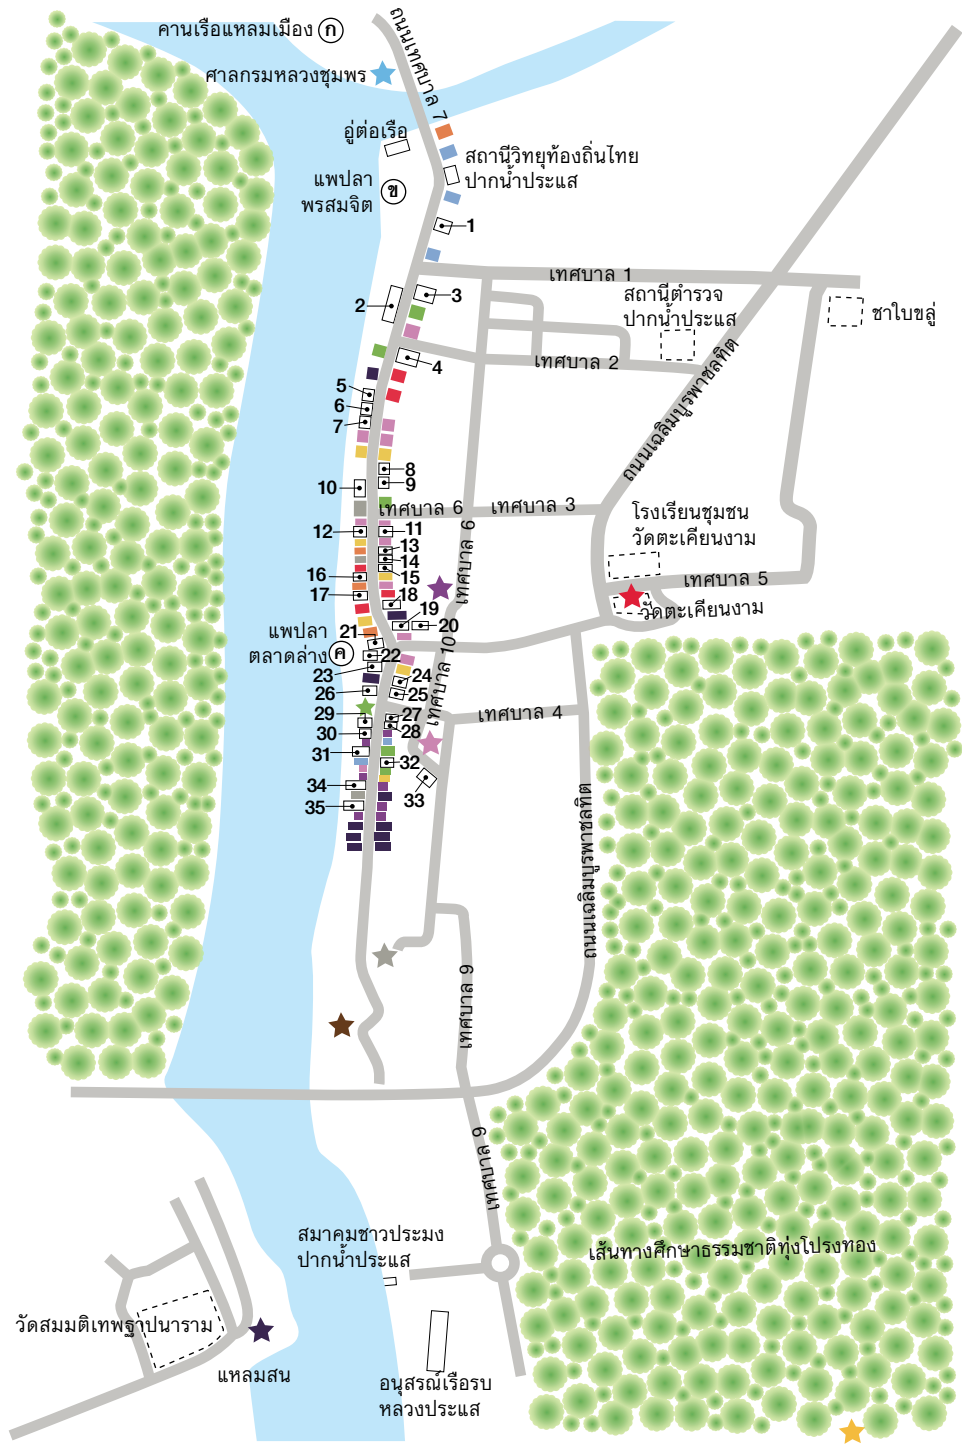 คานเรือแหลมเมือง ก
ถนนเทศบาล 7
ศาลกรมหลวงชุมพร
อู่ต่อเรือ
สถานีวิทยุท้องถิ่นไทย
ปากน้ำประแส
แพปลา
พรสมจิต
ข
1
เทศบาล 1
2
3
สถานีตำรวจ
ปากน้ำประแส
ชาใบขลู่
4
เทศบาล 2
5
6
7
ถนนเฉลิมบูรพาชลทิต
8
9
10
เทศบาล 6
เทศบาล 3
โรงเรียนชุมชน
วัดตะเคียนงาม
12
11
13
14
15
เทศบาล 6
16
17
18
19
20
เทศบาล 5
วัดตะเคียนงาม
21
แพปลา
ตลาดล่าง
ค
22
23
24
25
26
เทศบาล 10
27
28
29
30
31
32
33
34
35
เทศบาล 4
ถนนเฉลิมบูรพาชลทิต
เทศบาล 9
เทศบาล 9
สมาคมชาวประมง
ปากน้ำประแส
เส้นทางศึกษาธรรมชาติทุ่งโปรงทอง
วัดสมมติเทพฐาปนาราม
แหลมสน
อนุสรณ์เรือรบ
หลวงประแส